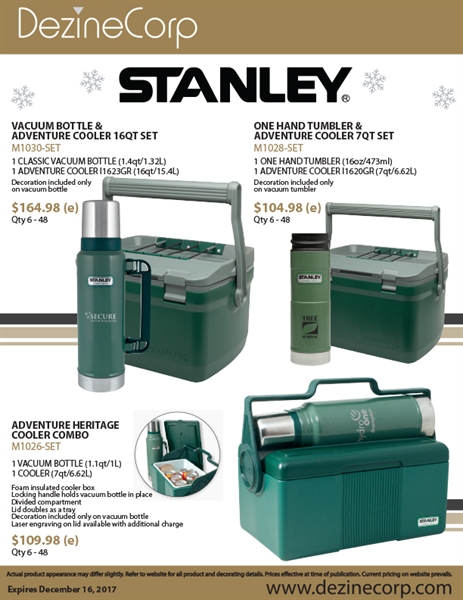 DezineCorp
STANLEY®
VACUUM BOTTLE &
ADVENTURE COOLER 16QT SET
M1030-SET
1 CLASSIC VACUUM BOTTLE (1.4qt/1.32L)
1 ADVENTURE COOLER I1623GR (16qt/15.4L)
Decoration included only
on vacuum bottle
$164.98 (e)
Qty 6 - 48
ONE HAND TUMBLER &
ADVENTURE COOLER 7QT SET
M1028-SET
1 ONE HAND TUMBLER (16oz/473ml)
1 ADVENTURE COOLER I1620GR (7qt/6.62L)
Decoration included only
on vacuum tumbler
$104.98 (e)
Qty 6 - 48
STANLEY
SECURE
STANLEY
TREE
ADVENTURE HERITAGE
COOLER COMBO
M1026-SET
1 VACUUM BOTTLE (1.1qt/1L)
1 COOLER (7qt/6.62L)
Foam insulated cooler box
Locking handle holds vacuum bottle in place
Divided compartment
Lid doubles as a tray
Decoration included only on vacuum bottle
Laser engraving on lid available with additional charge
$109.98 (e)
Qty 6 - 48
hydro
one
Actual product appearance may differ slightly. Refer to website for all product and decorating details. Prices effective at time of publication. Current pricing on website prevails.
Expires December 16, 2017
www.dezinecorp.com